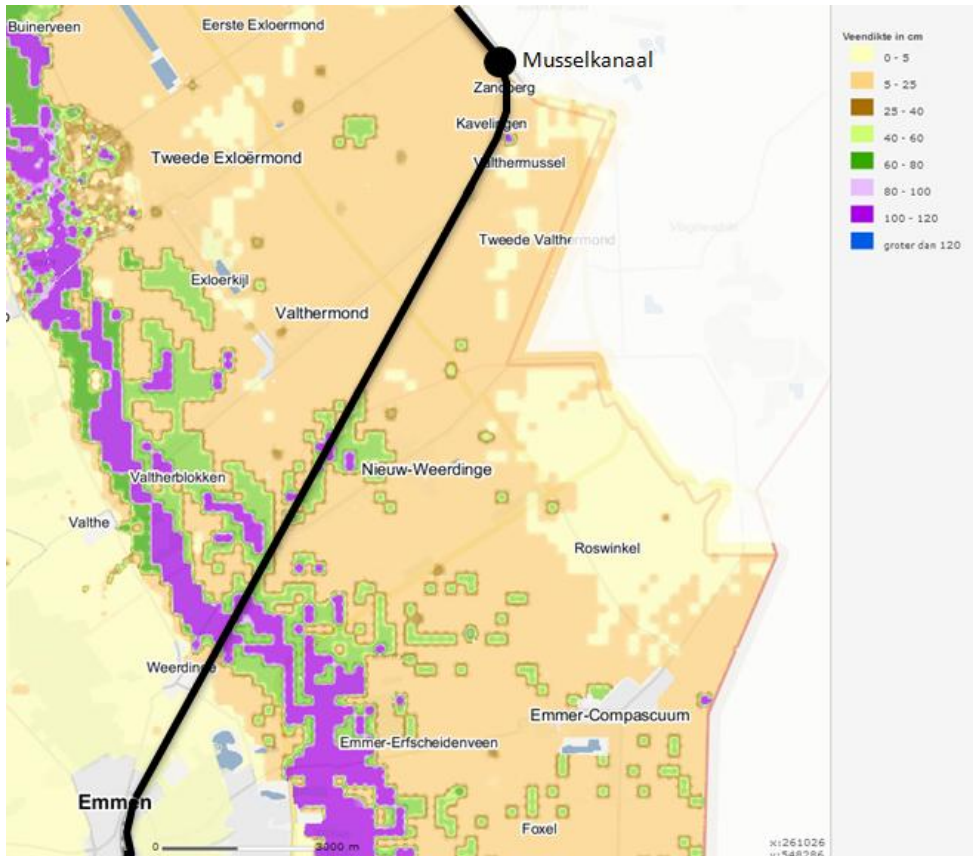 Buinerveen
Eerste Exloermond
Musselkanaal
Zandberg
Kavelingen
Valthermussel
Tweede Exloërmond
Tweede Valthermond
Exloerkijl
Valthermond
Nieuw-Weerdinge
Valtherblokken
Valthe
Roswinkel
Weerdinge
Emmer-Compascuum
Emmer-Erfscheidenveen
Emmen
Foxel
0 3000 m
Veendikte in cm
0 - 5
5 - 25
25 - 40
40 - 60
60 - 80
80 - 100
100 - 120
groter dan 120
x:261026
y:548286